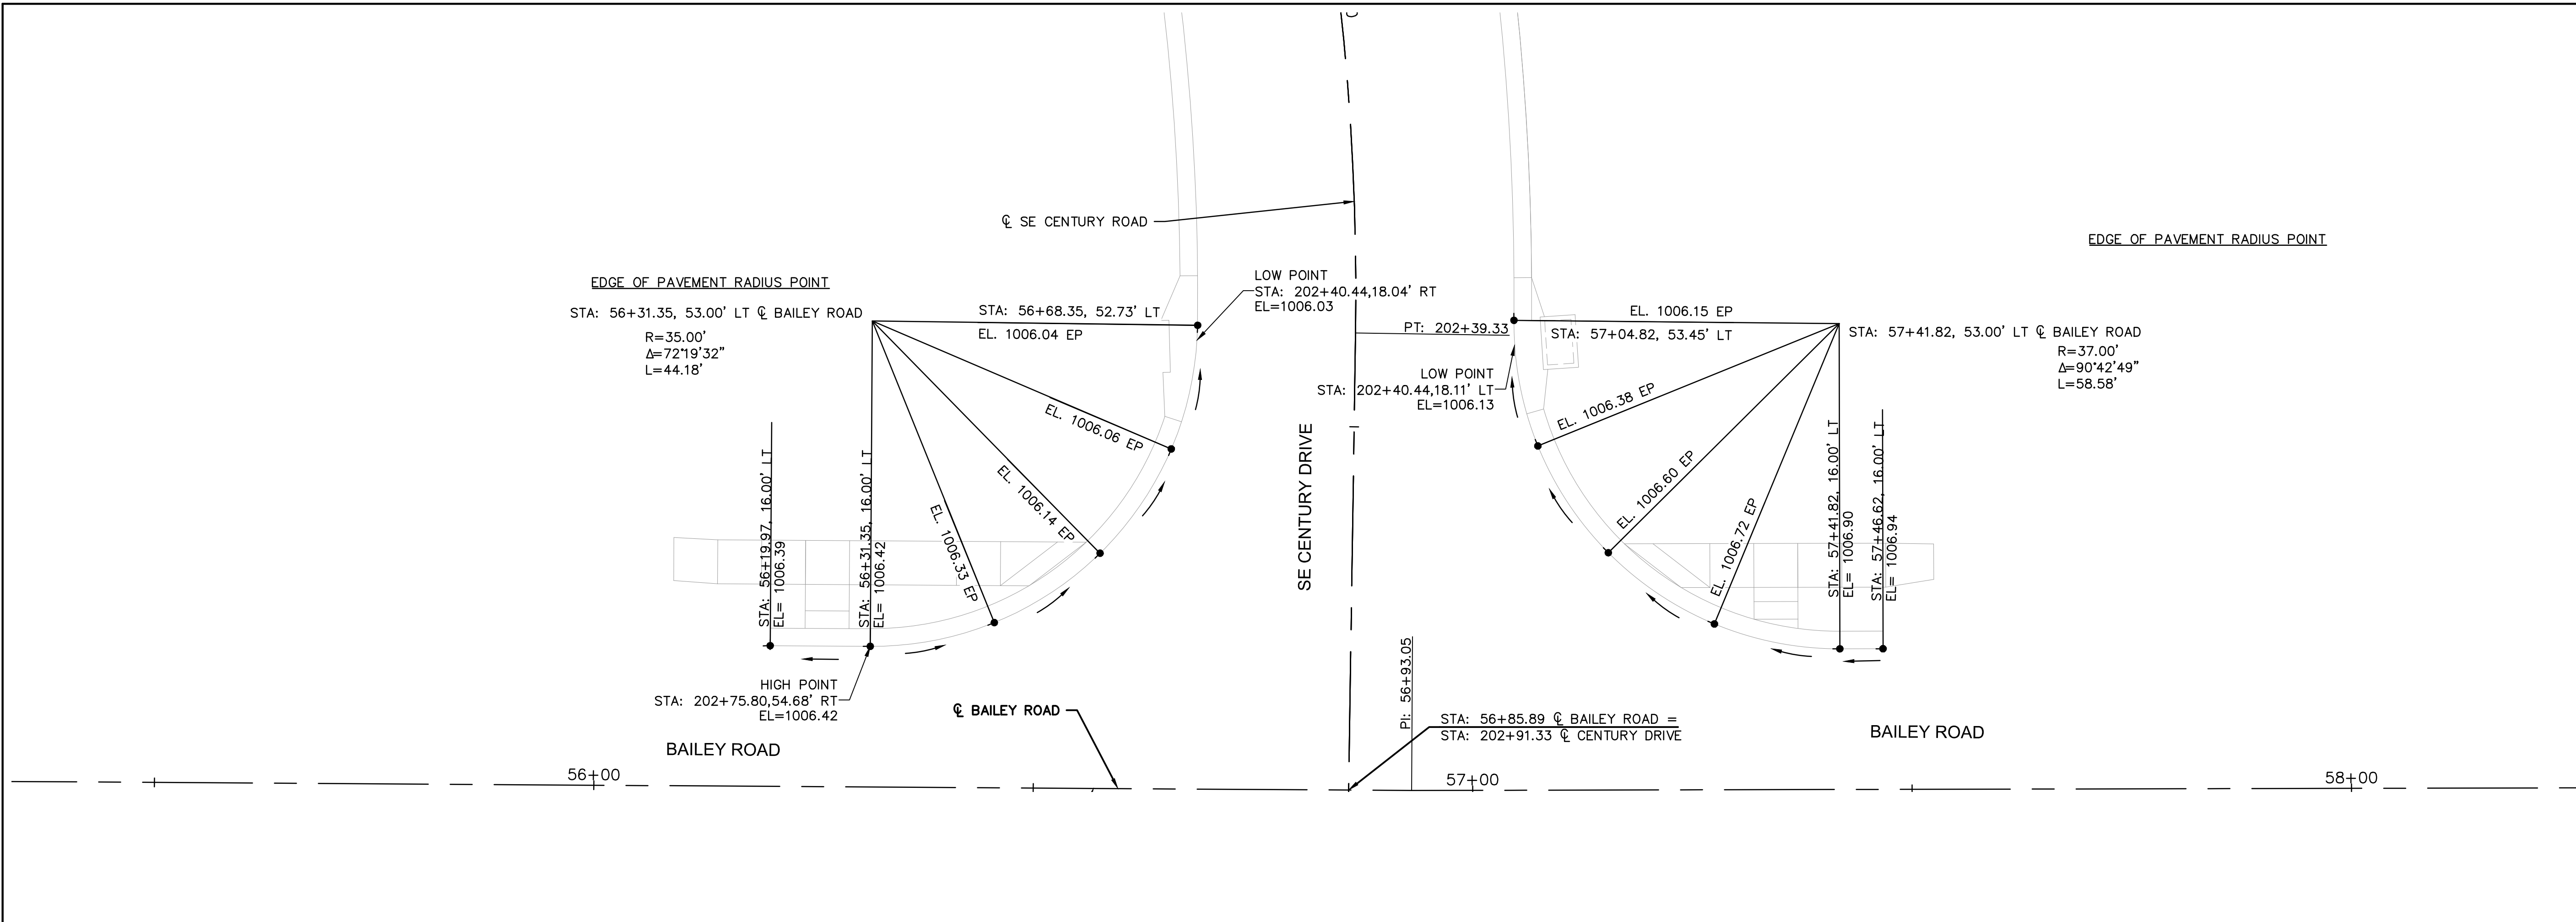 ℄ SE CENTURY ROAD
EDGE OF PAVEMENT RADIUS POINT
STA: 56+31.35, 53.00' LT ℄ BAILEY ROAD
R=35.00'
Δ=72°19'32"
L=44.18'
STA: 56+68.35, 52.73' LT
EL. 1006.04 EP
LOW POINT
STA: 202+40.44,18.04' RT
EL=1006.03
EL. 1006.06 EP
EL. 1006.14 EP
EL. 1006.33 EP
STA: 56+19.97, 16.00' LT
EL= 1006.39
STA: 56+31.35, 16.00' LT
EL= 1006.42
HIGH POINT
STA: 202+75.80,54.68' RT
EL=1006.42
SE CENTURY DRIVE
PT: 202+39.33
EL. 1006.15 EP
STA: 57+04.82, 53.45' LT
LOW POINT
STA: 202+40.44,18.11' LT
EL=1006.13
EL. 1006.38 EP
EL. 1006.60 EP
EL. 1006.72 EP
STA: 57+41.82, 16.00' LT
EL= 1006.90
STA: 57+46.62, 16.00' LT
EL= 1006.94
EDGE OF PAVEMENT RADIUS POINT
STA: 57+41.82, 53.00' LT ℄ BAILEY ROAD
R=37.00'
Δ=90°42'49"
L=58.58'
℄ BAILEY ROAD
PI: 56+93.05
STA: 56+85.89 ℄ BAILEY ROAD =
STA: 202+91.33 ℄ CENTURY DRIVE
BAILEY ROAD
BAILEY ROAD
56+00
57+00
58+00